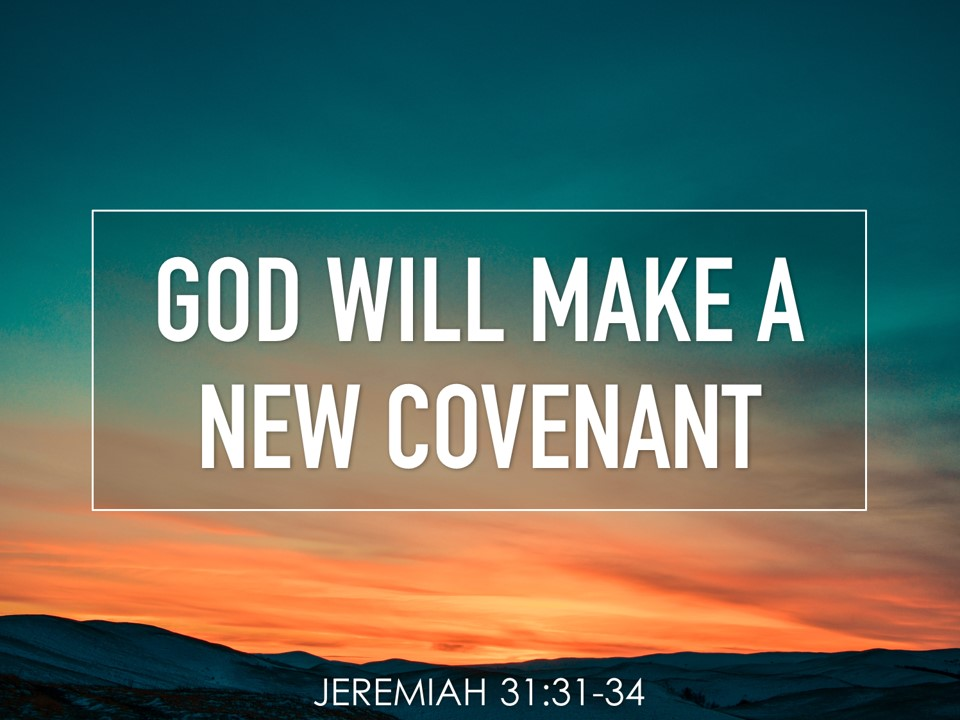 GOD WILL MAKE A
NEW COVENANT
JEREMIAH 31:31-34